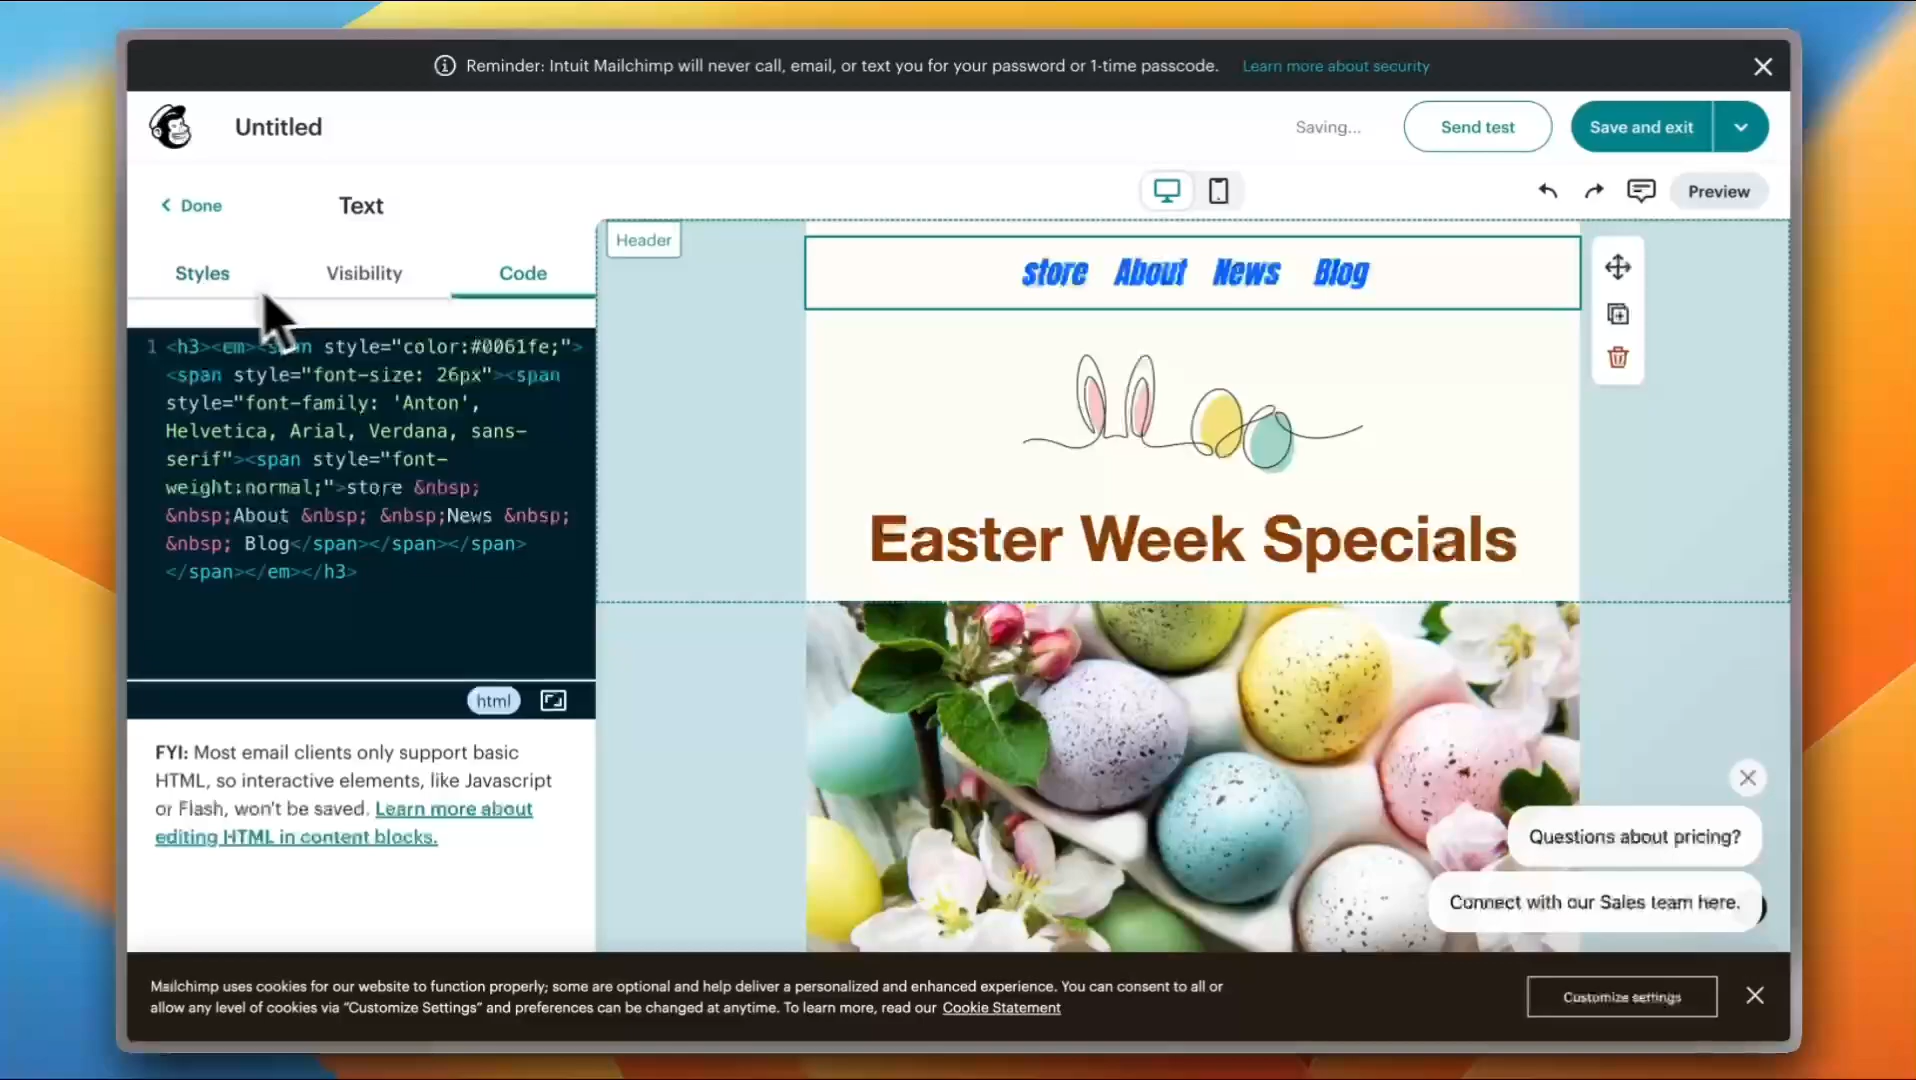 Reminder: Intuit Mailchimp will never call, email, or text you for your password or 1-time passcode. Learn more about security
Untitled
Saving...
Send test
Save and exit
Done
Text
Preview
Styles
Visibility
Code
Header
store About News Blog
1 <h3><em><span style="color:#0061fe;">
<span style="font-size: 26px"><span
style="font-family: 'Anton',
Helvetica, Arial, Verdana, sans-
serif"><span style="font-
weight:normal;">store &nbsp;
&nbsp;About &nbsp; &nbsp;News &nbsp;
&nbsp; Blog</span></span></span>
</span></em></h3>
html
Easter Week Specials
FYI: Most email clients only support basic
HTML, so interactive elements, like Javascript
or Flash, won't be saved. Learn more about
editing HTML in content blocks.
Questions about pricing?
Connect with our Sales team here.
Mailchimp uses cookies for our website to function properly; some are optional and help deliver a personalized and enhanced experience. You can consent to all or
allow any level of cookies via "Customize Settings" and preferences can be changed at anytime. To learn more, read our Cookie Statement
Customize settings